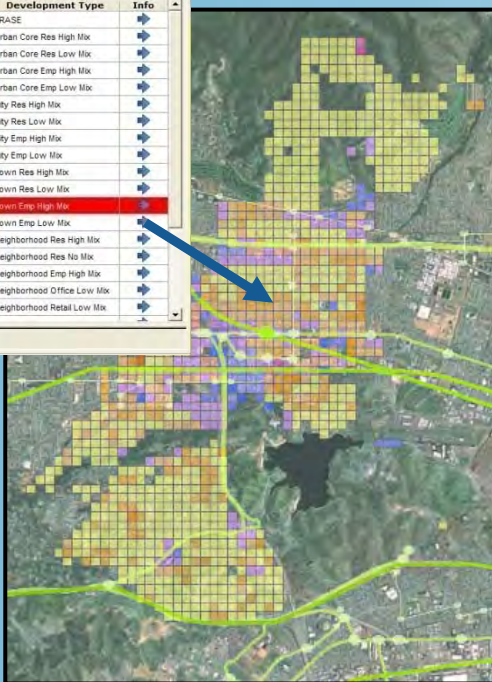 Development Type Info
RASE
rban Core Res High Mix
rban Core Res Low Mix
rban Core Emp High Mix
rban Core Emp Low Mix
ity Res High Mix
ity Res Low Mix
ity Emp High Mix
ity Emp Low Mix
own Res High Mix
own Res Low Mix
own Emp High Mix
own Emp Low Mix
eighborhood Res High Mix
eighborhood Res No Mix
eighborhood Emp High Mix
eighborhood Office Low Mix
eighborhood Retail Low Mix